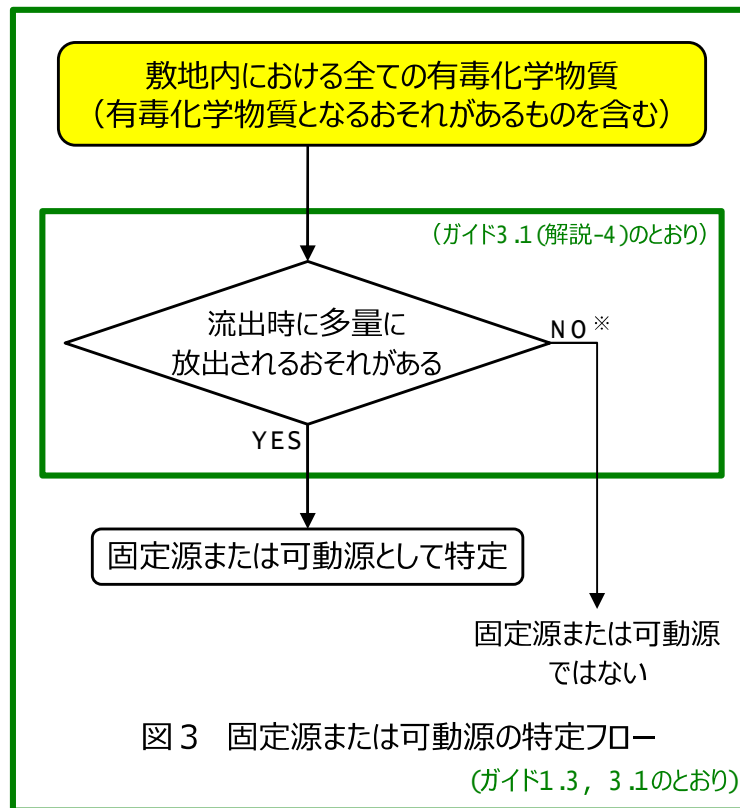 敷地内における全ての有毒化学物質
（有毒化学物質となるおそれがあるものを含む）
（ガイド3.1(解説-4)のとおり）
流出時に多量に
放出されるおそれがある
NO※
YES
固定源または可動源として特定
固定源または可動源
ではない
図３　固定源または可動源の特定フロー
(ガイド1.3, 3.1のとおり)